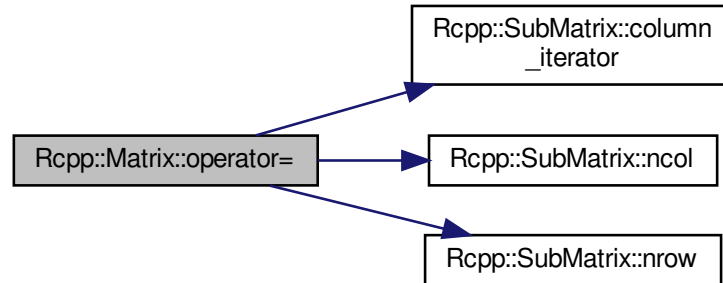 Rcpp::SubMatrix::column
_iterator
Rcpp::Matrix::operator=
Rcpp::SubMatrix::ncol
Rcpp::SubMatrix::nrow